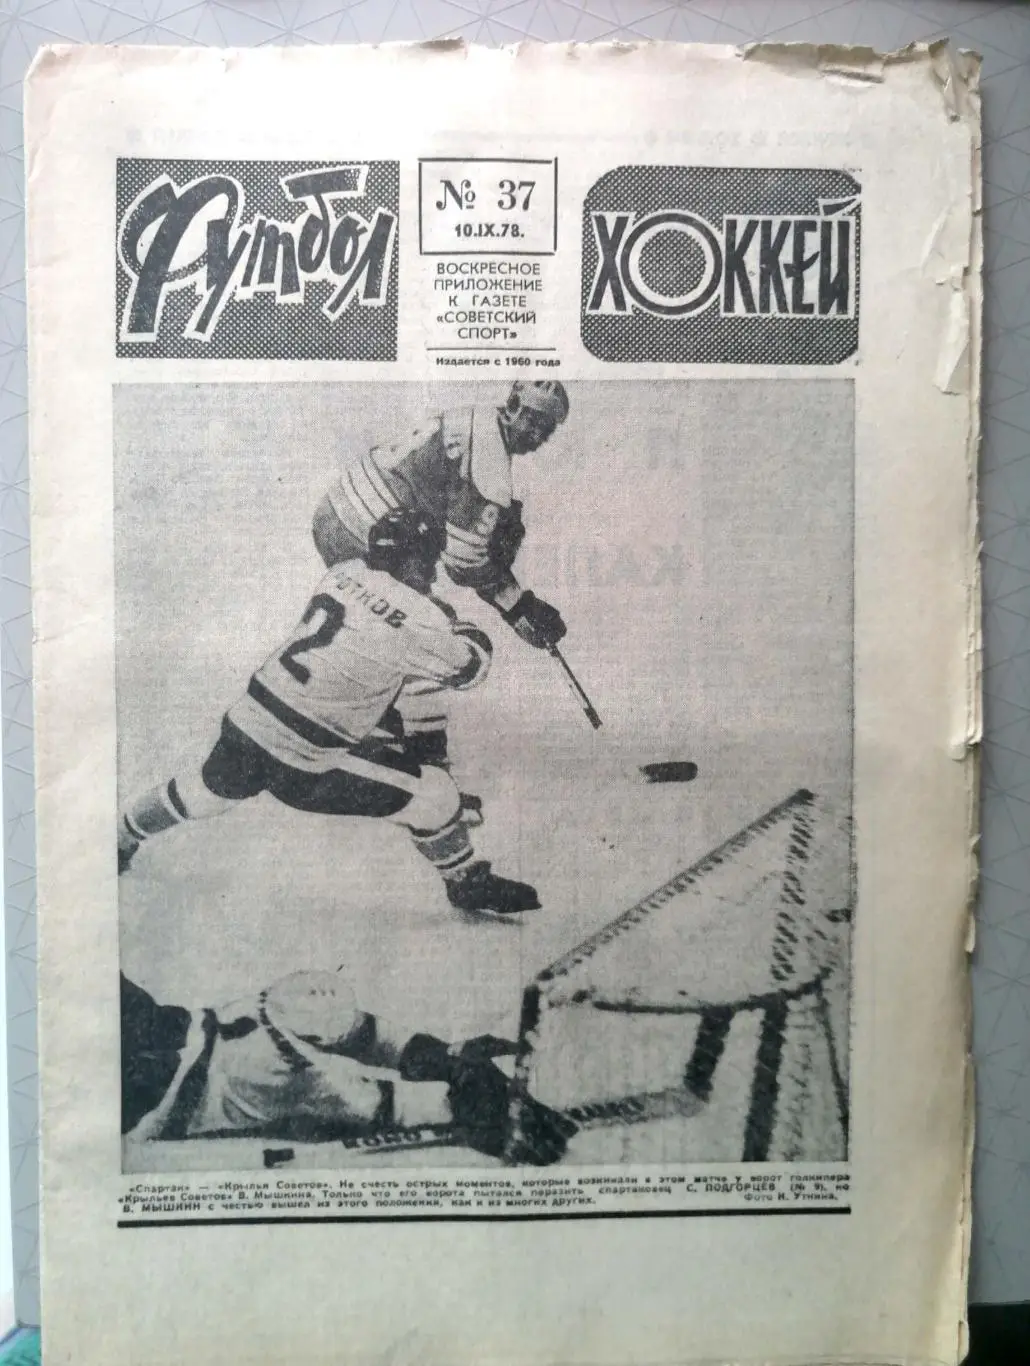 Футбол
№ 37
10.IX.78.
ВОСКРЕСНОЕ
ПРИЛОЖЕНИЕ
К ГАЗЕТЕ
«СОВЕТСКИЙ
СПОРТ»
Издается с 1960 года
ХОККЕЙ
ОТКОВ
2
«Спартак» — «Крылья Советов». Не счесть острых моментов, которые возникали в этом матче у ворот голкипера
«Крыльев Советов» В. Мышкина. Только что его ворота пытался поразить спартаковец С. ПОДГОРЦЕВ (№ 9), но
В. МЫШКИН с честью вышел из этого положения, как и из многих других.
Фото И. Уткина.